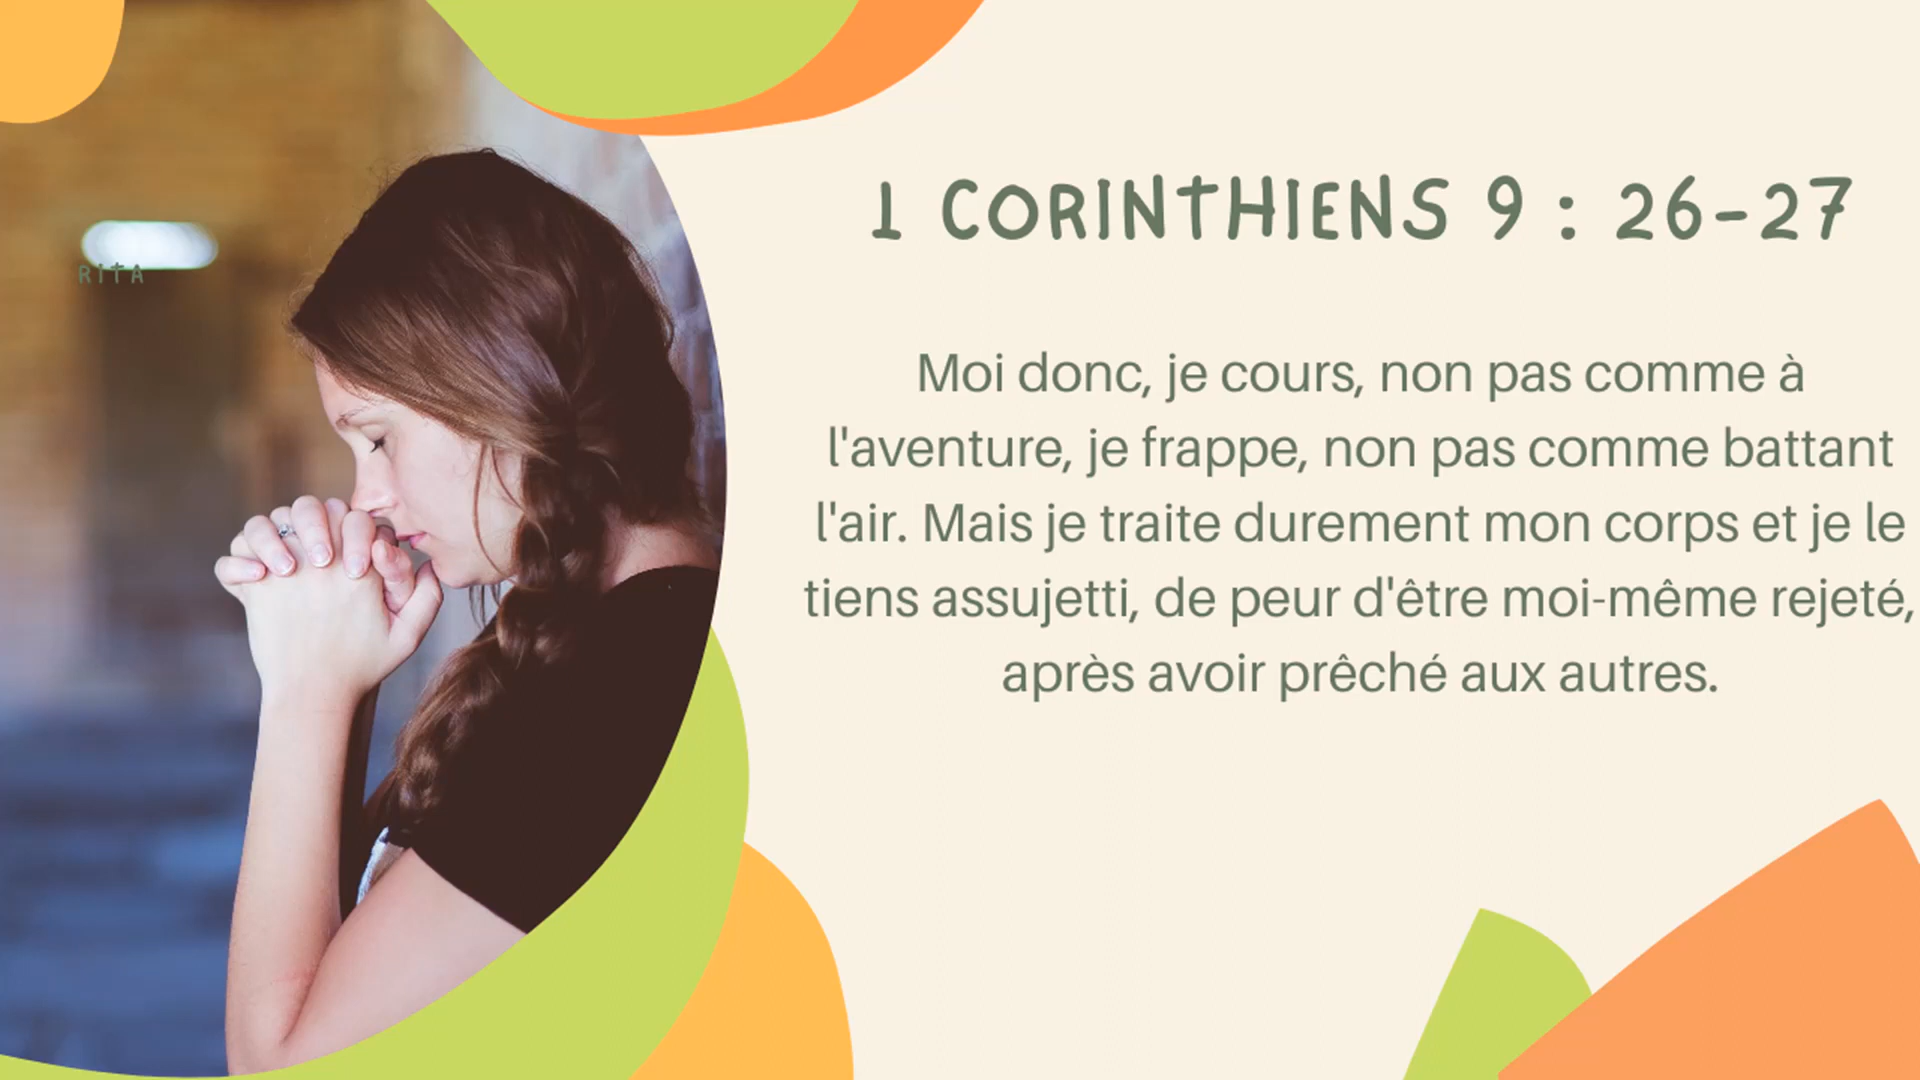 RITA
1 CORINTHIENS 9 : 26-27
Moi donc, je cours, non pas comme à
l'aventure, je frappe, non pas comme battant
l'air. Mais je traite durement mon corps et je le
tiens assujetti, de peur d'être moi-même rejeté,
après avoir prêché aux autres.